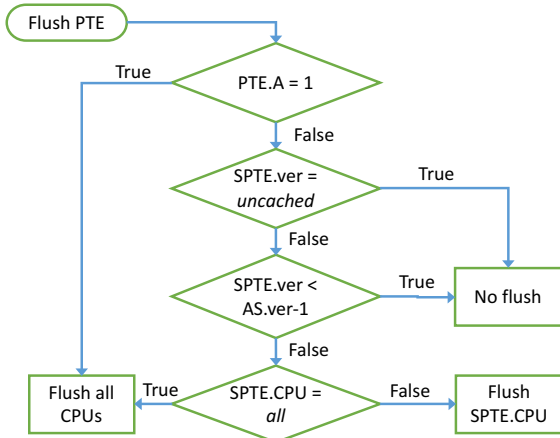 Flush PTE
True
PTE.A = 1
False
SPTE.ver =
uncached
True
False
SPTE.ver <
AS.ver-1
True
No flush
False
Flush all
CPUs
True
SPTE.CPU =
all
False
Flush
SPTE.CPU